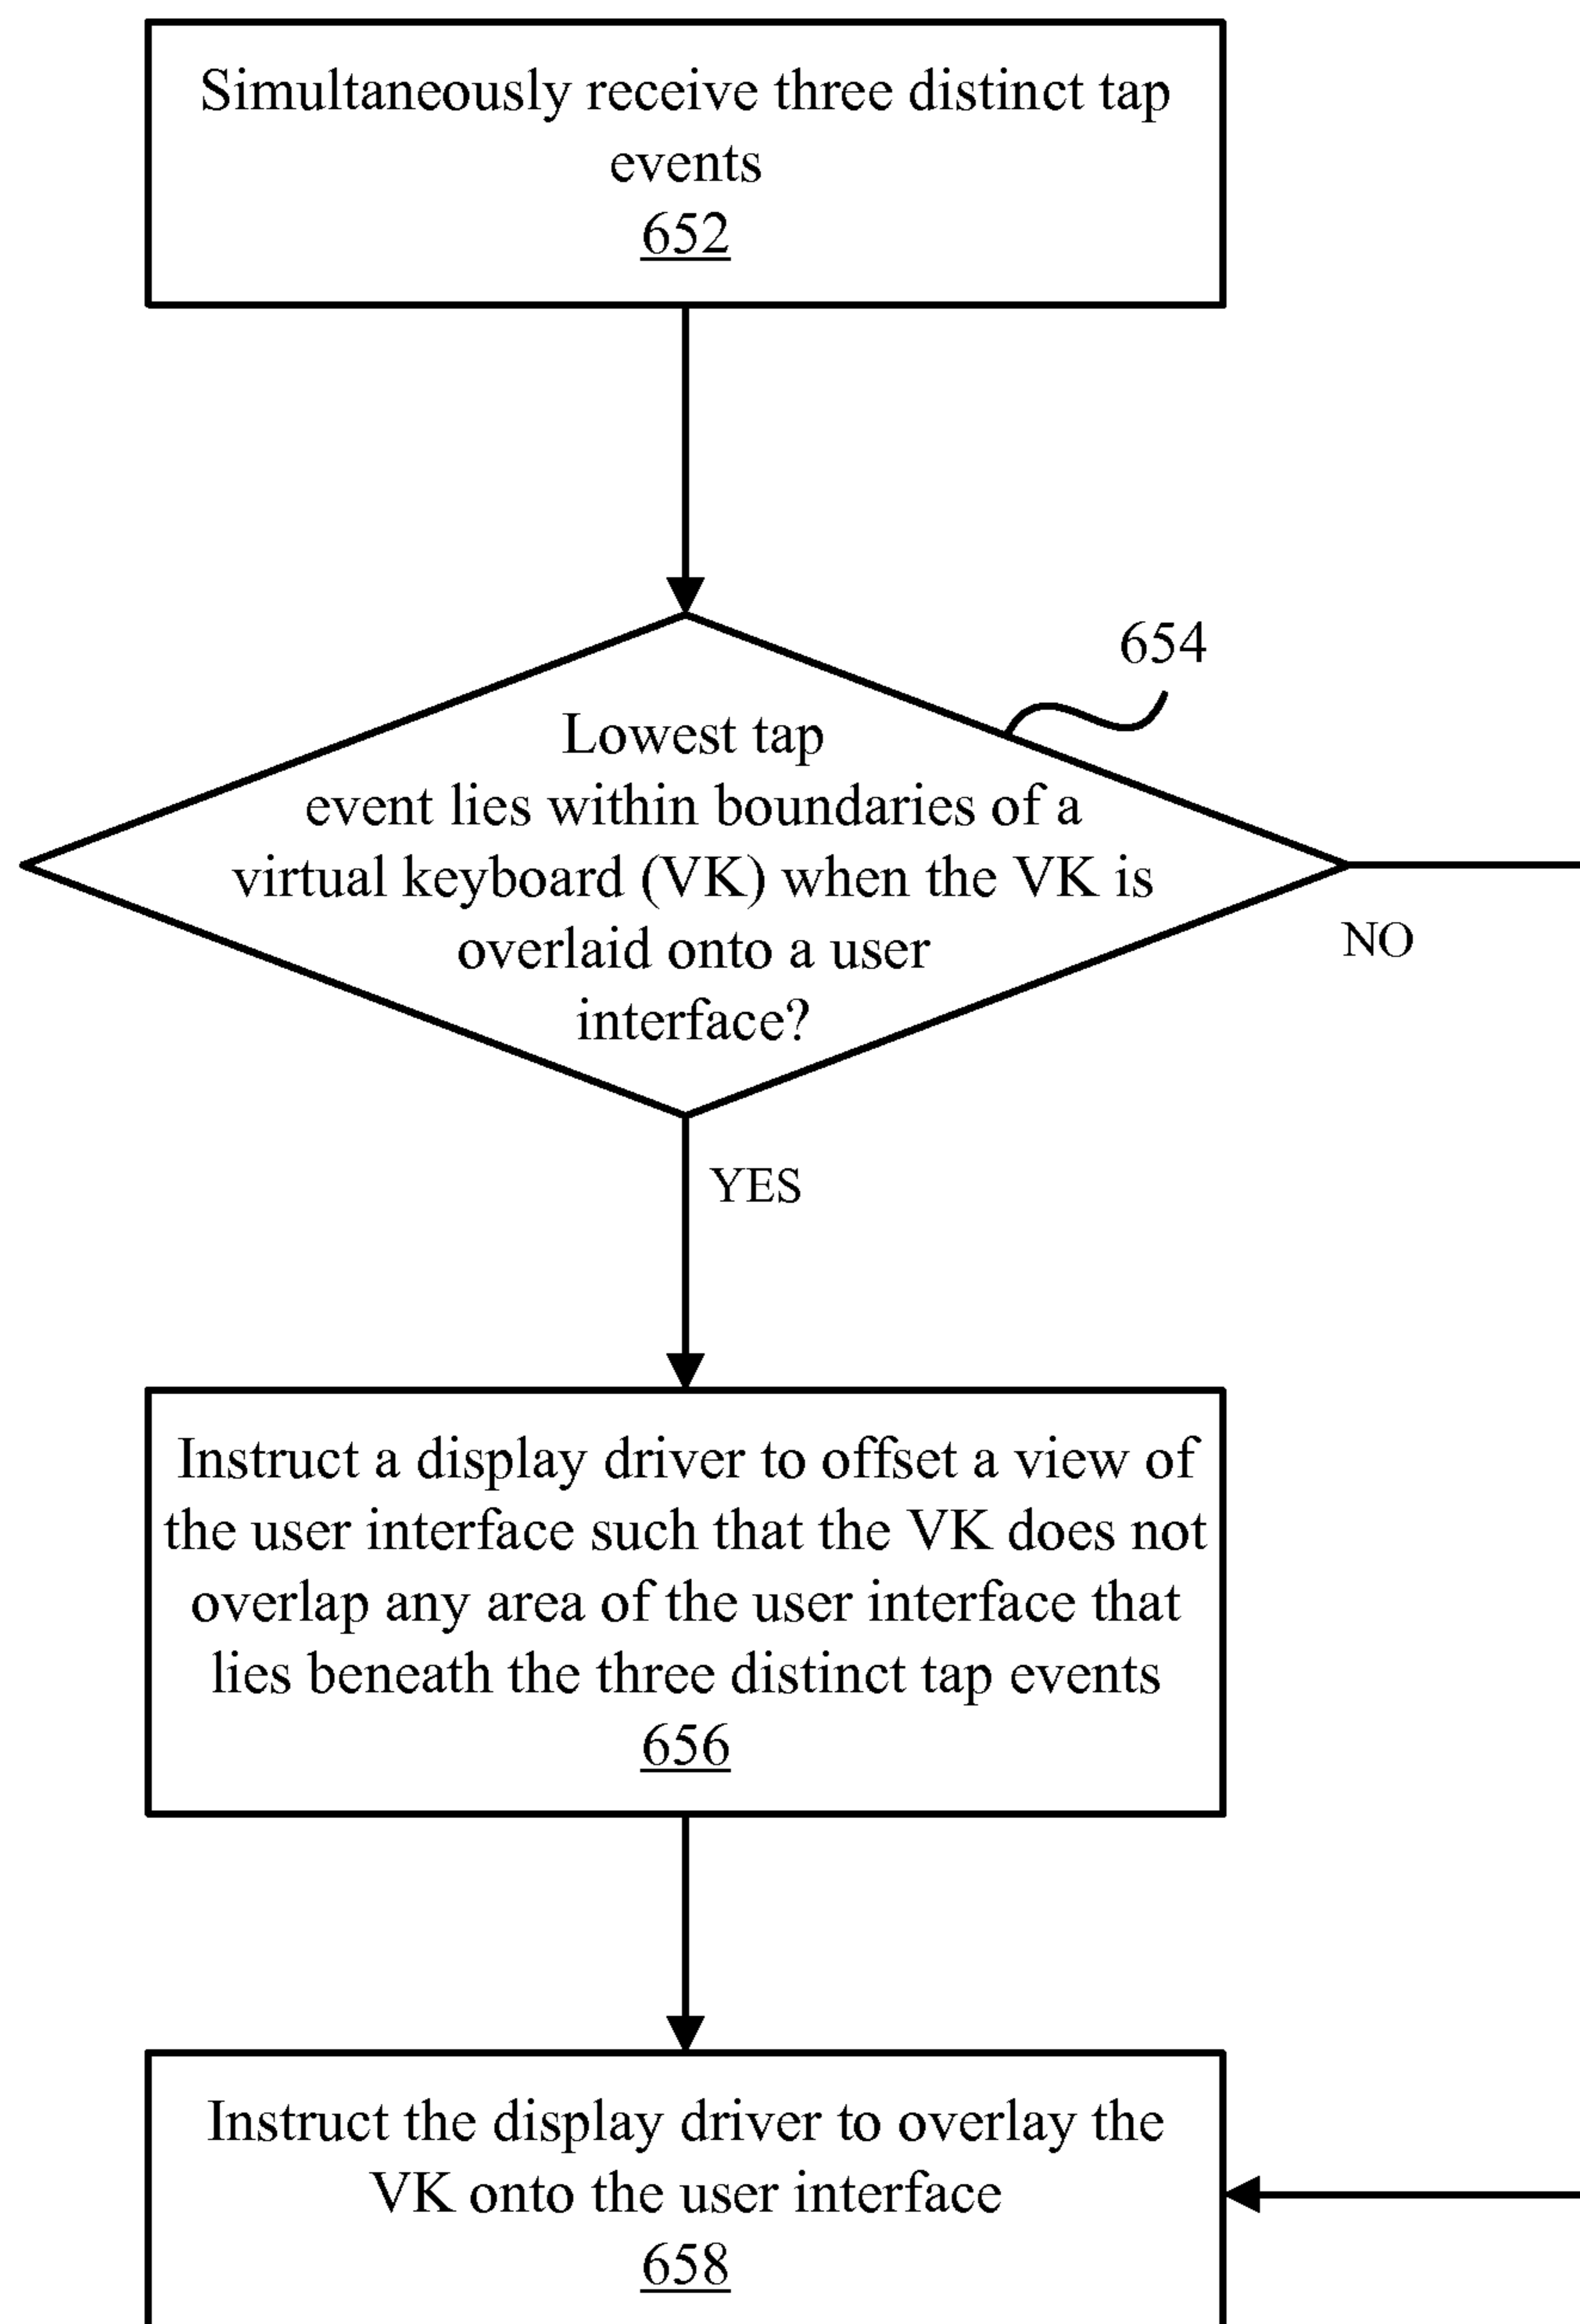 Simultaneously receive three distinct tap
events
652
654
Lowest tap
event lies within boundaries of a
virtual keyboard (VK) when the VK is
overlaid onto a user
interface?
NO
YES
Instruct a display driver to offset a view of
the user interface such that the VK does not
overlap any area of the user interface that
lies beneath the three distinct tap events
656
Instruct the display driver to overlay the
VK onto the user interface
658